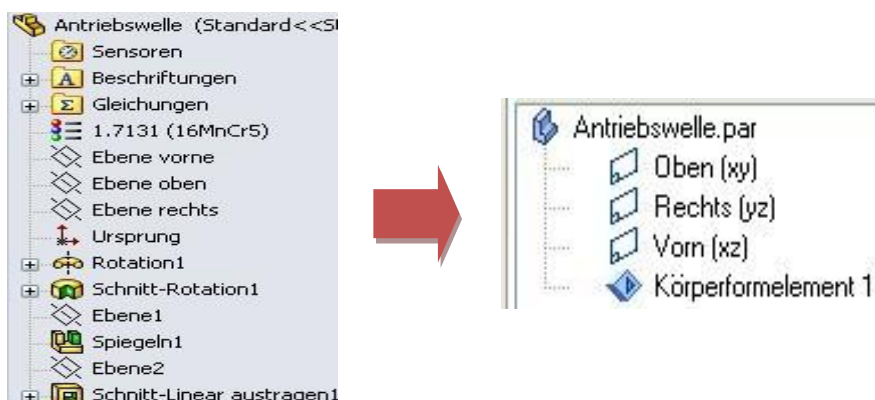 Antriebswelle (Standard<<S
Sensoren
A Beschriftungen
Σ Gleichungen
1.7131 (16MnCr5)
Ebene vorne
Ebene oben
Ebene rechts
Ursprung
Rotation1
Schnitt-Rotation1
Ebene1
Spiegeln1
Ebene2
Schnitt-Linear austragen1
Antriebswelle.par
Oben (xy)
Rechts (yz)
Vorn (xz)
Körperformelement 1